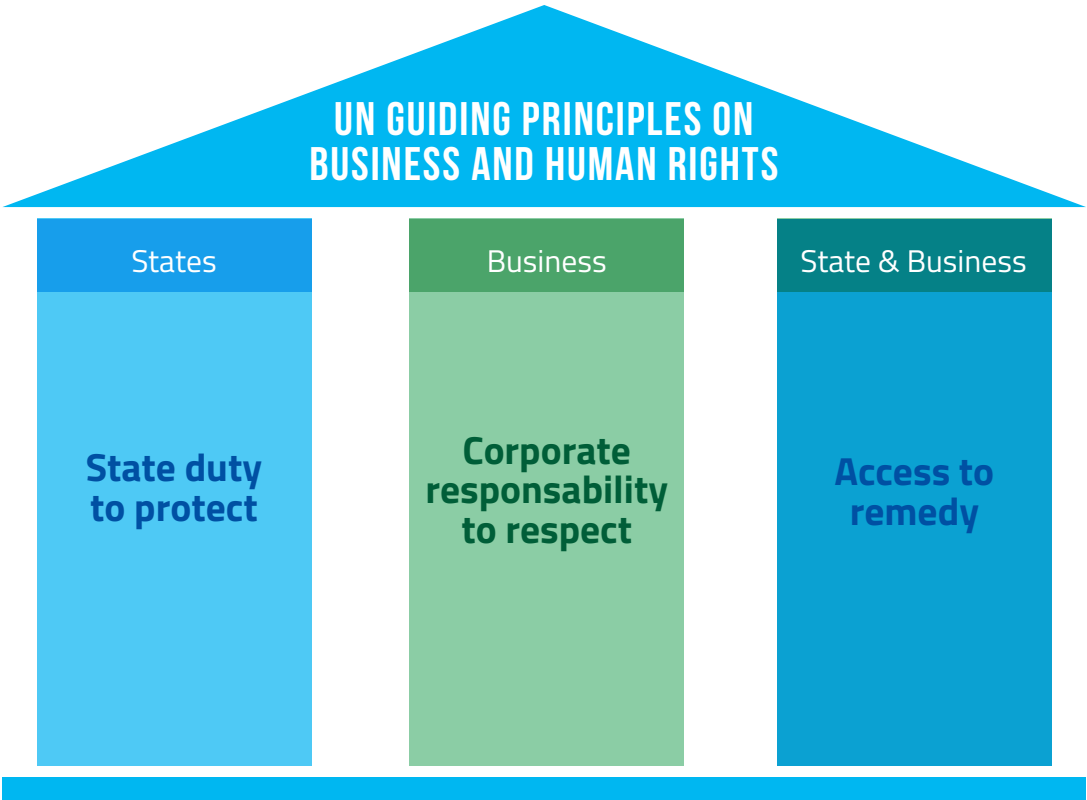 UN GUIDING PRINCIPLES ON
BUSINESS AND HUMAN RIGHTS
States
State duty
to protect
Business
Corporate
responsability
to respect
State & Business
Access to
remedy